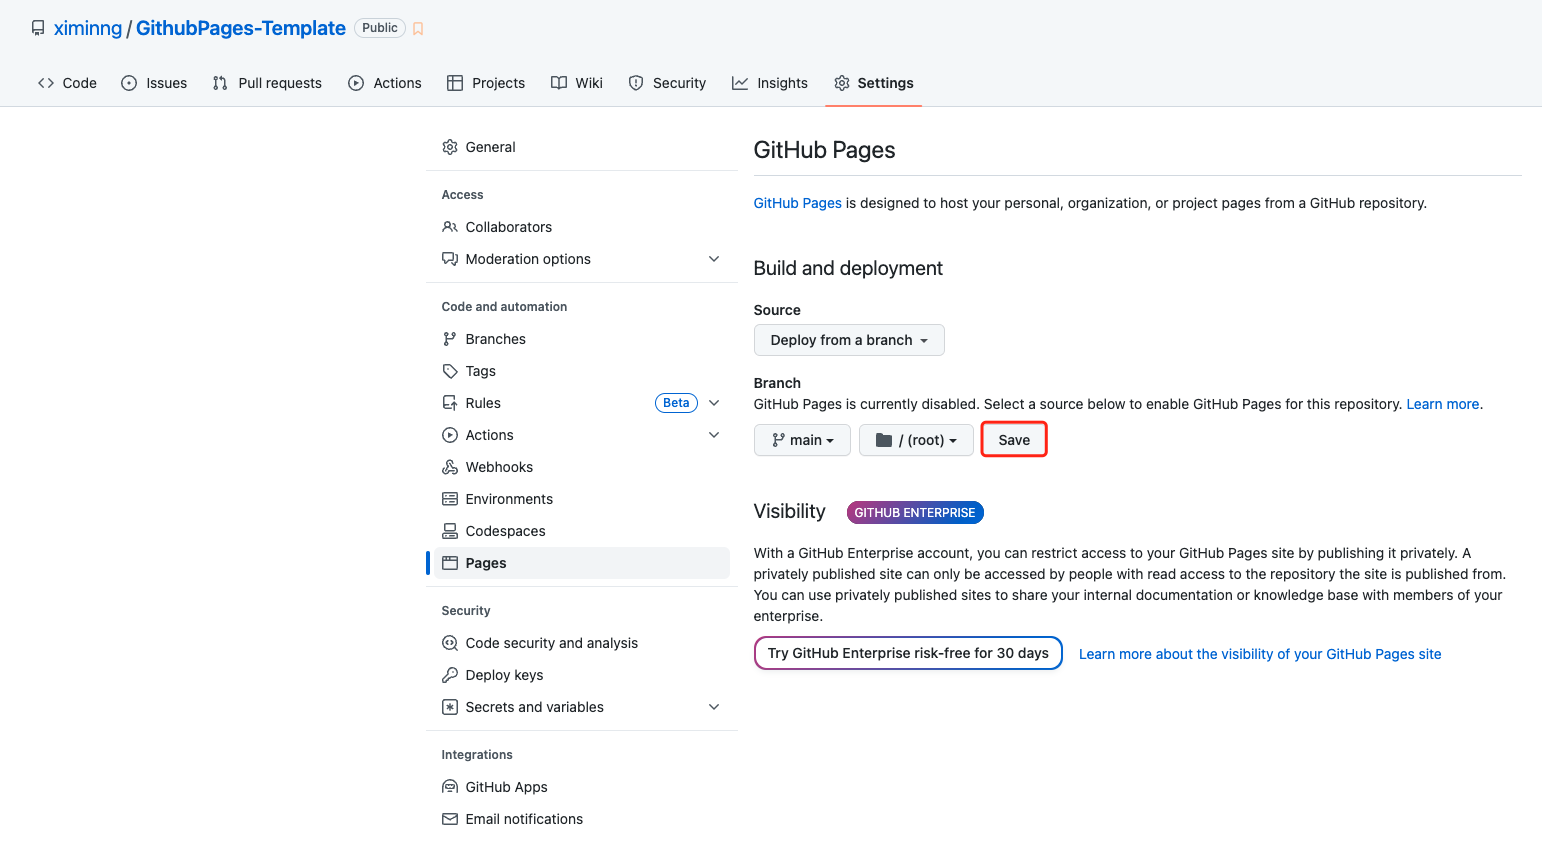 ximinng / GithubPages-Template Public
Code Issues Pull requests Actions Projects Wiki Security Insights Settings
General
Access
Collaborators
Moderation options
Code and automation
Branches
Tags
Rules Beta
Actions
Webhooks
Environments
Codespaces
Pages
Security
Code security and analysis
Deploy keys
Secrets and variables
Integrations
GitHub Apps
Email notifications
GitHub Pages
GitHub Pages is designed to host your personal, organization, or project pages from a GitHub repository.
Build and deployment
Source
Deploy from a branch
Branch
GitHub Pages is currently disabled. Select a source below to enable GitHub Pages for this repository. Learn more.
main / (root) Save
Visibility GITHUB ENTERPRISE
With a GitHub Enterprise account, you can restrict access to your GitHub Pages site by publishing it privately. A
privately published site can only be accessed by people with read access to the repository the site is published from.
You can use privately published sites to share your internal documentation or knowledge base with members of your
enterprise.
Try GitHub Enterprise risk-free for 30 days Learn more about the visibility of your GitHub Pages site